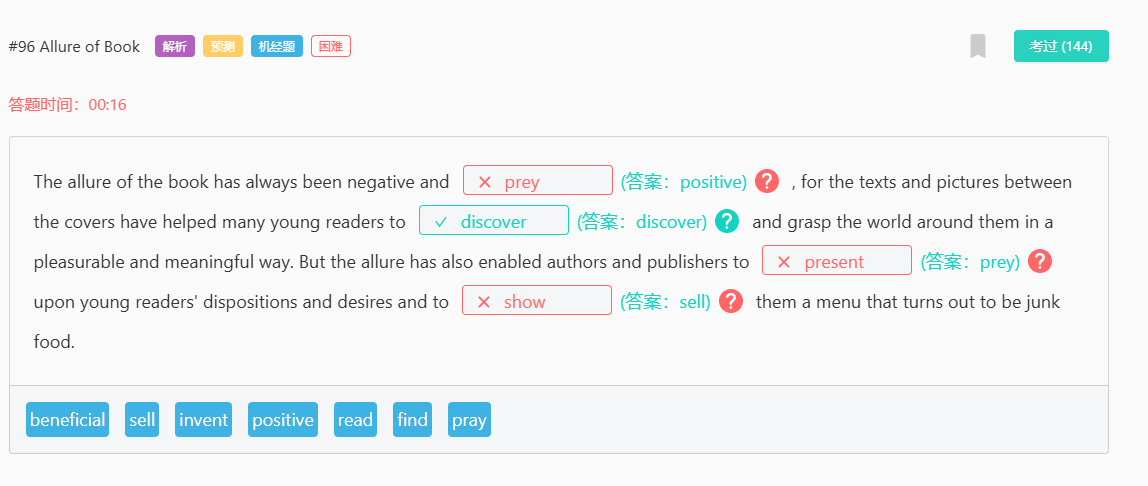 #96 Allure of Book 解析 预测 机经题 困难 考过 (144)
答题时间：00:16
The allure of the book has always been negative and × prey (答案：positive) ? , for the texts and pictures between
the covers have helped many young readers to ✓ discover (答案：discover) ? and grasp the world around them in a
pleasurable and meaningful way. But the allure has also enabled authors and publishers to × present (答案：prey) ?
upon young readers' dispositions and desires and to × show (答案：sell) ? them a menu that turns out to be junk
food.
beneficial sell invent positive read find pray